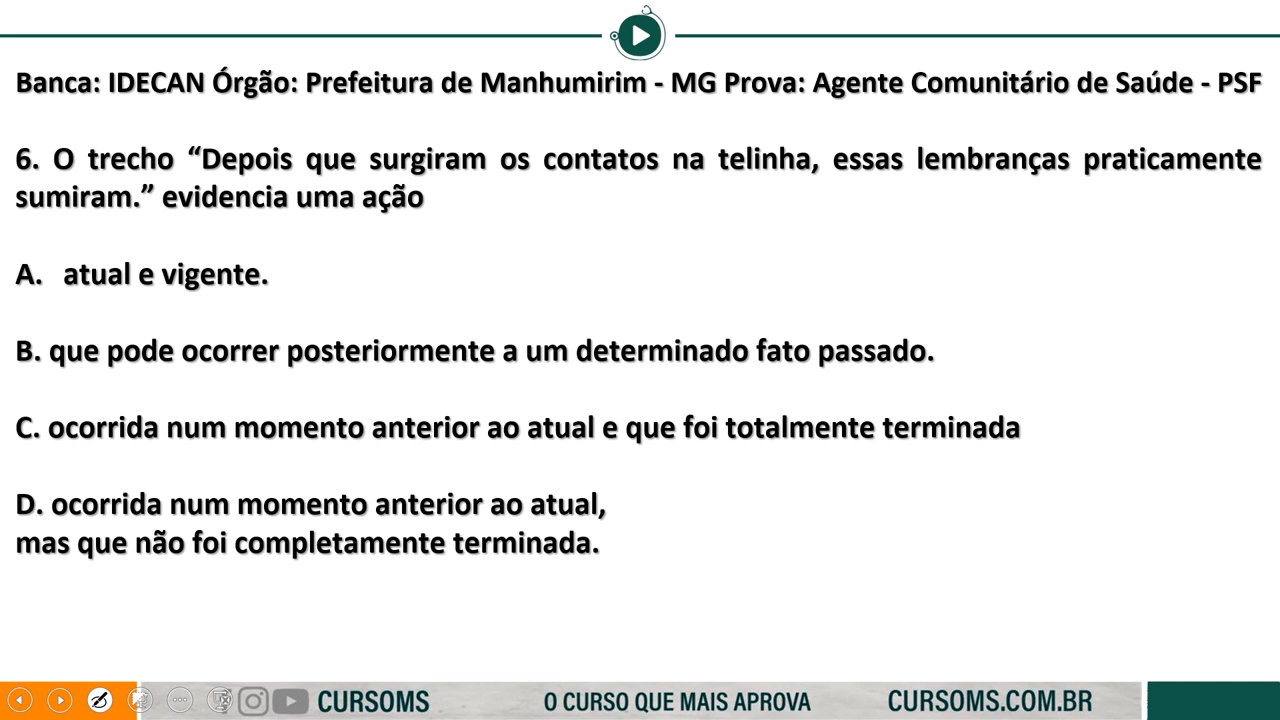 Banca: IDECAN Órgão: Prefeitura de Manhumirim - MG Prova: Agente Comunitário de Saúde - PSF
6. O trecho “Depois que surgiram os contatos na telinha, essas lembranças praticamente
sumiram.” evidencia uma ação
A. atual e vigente.
B. que pode ocorrer posteriormente a um determinado fato passado.
C. ocorrida num momento anterior ao atual e que foi totalmente terminada
D. ocorrida num momento anterior ao atual,
mas que não foi completamente terminada.
CURSOMS O CURSO QUE MAIS APROVA CURSOMS.COM.BR